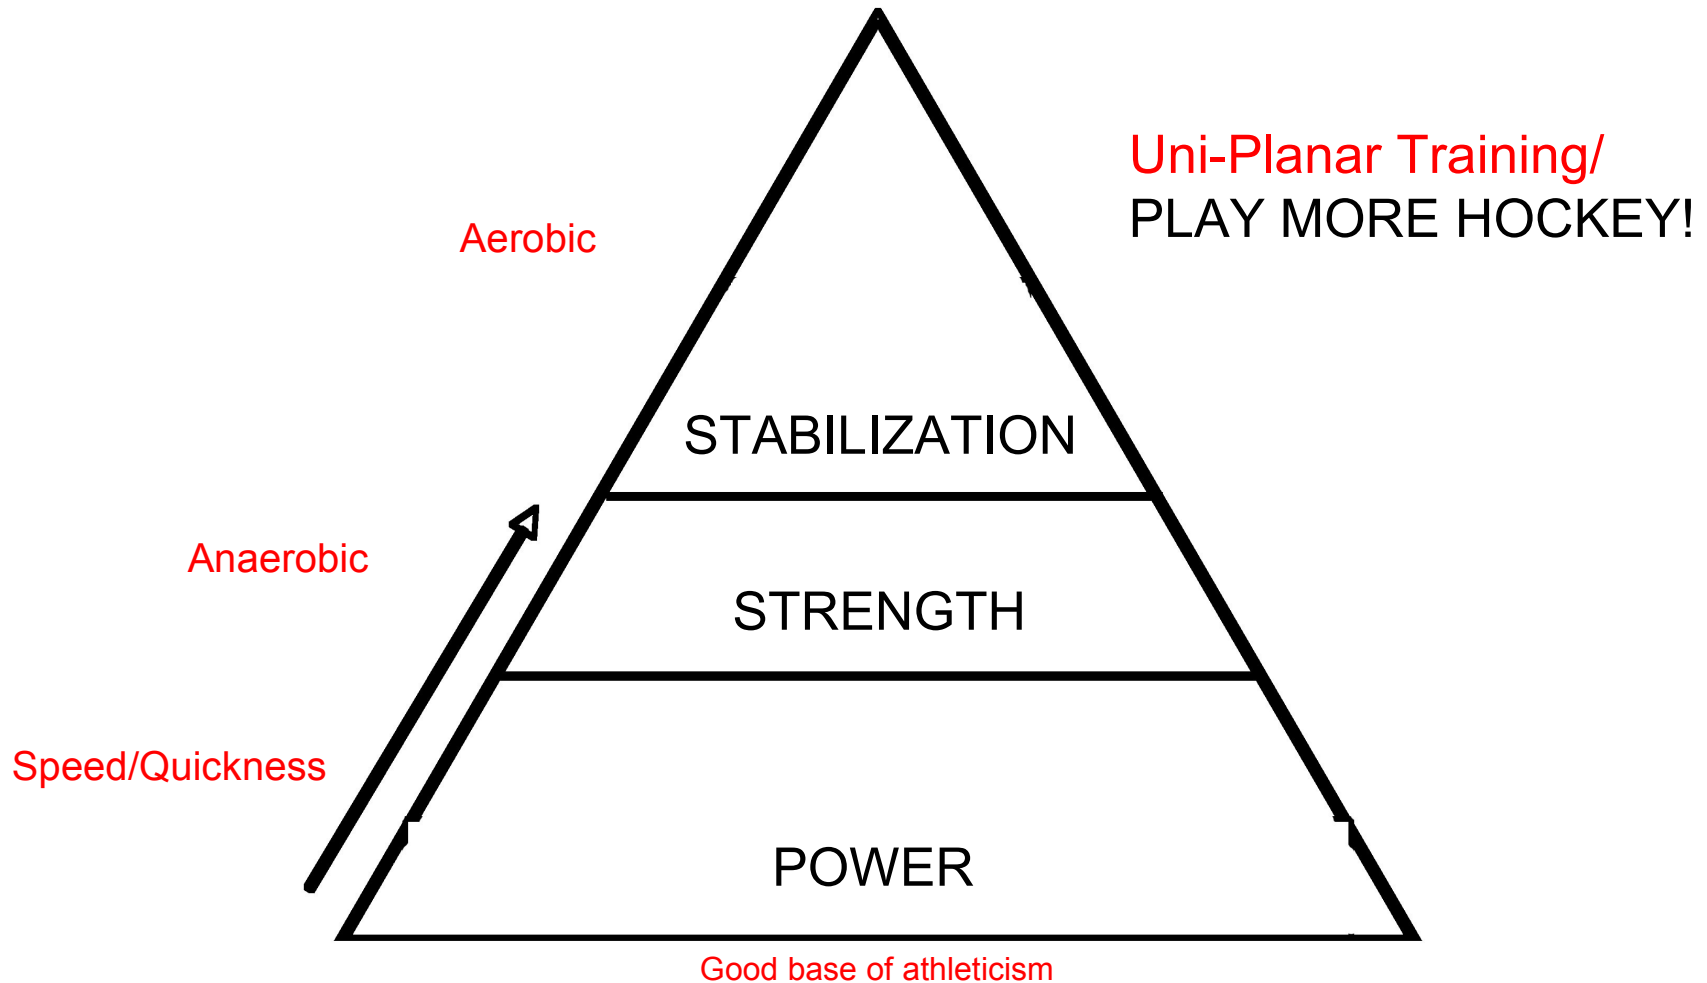 Uni-Planar Training/
PLAY MORE HOCKEY!
Aerobic
STABILIZATION
Anaerobic
STRENGTH
Speed/Quickness
POWER
Good base of athleticism